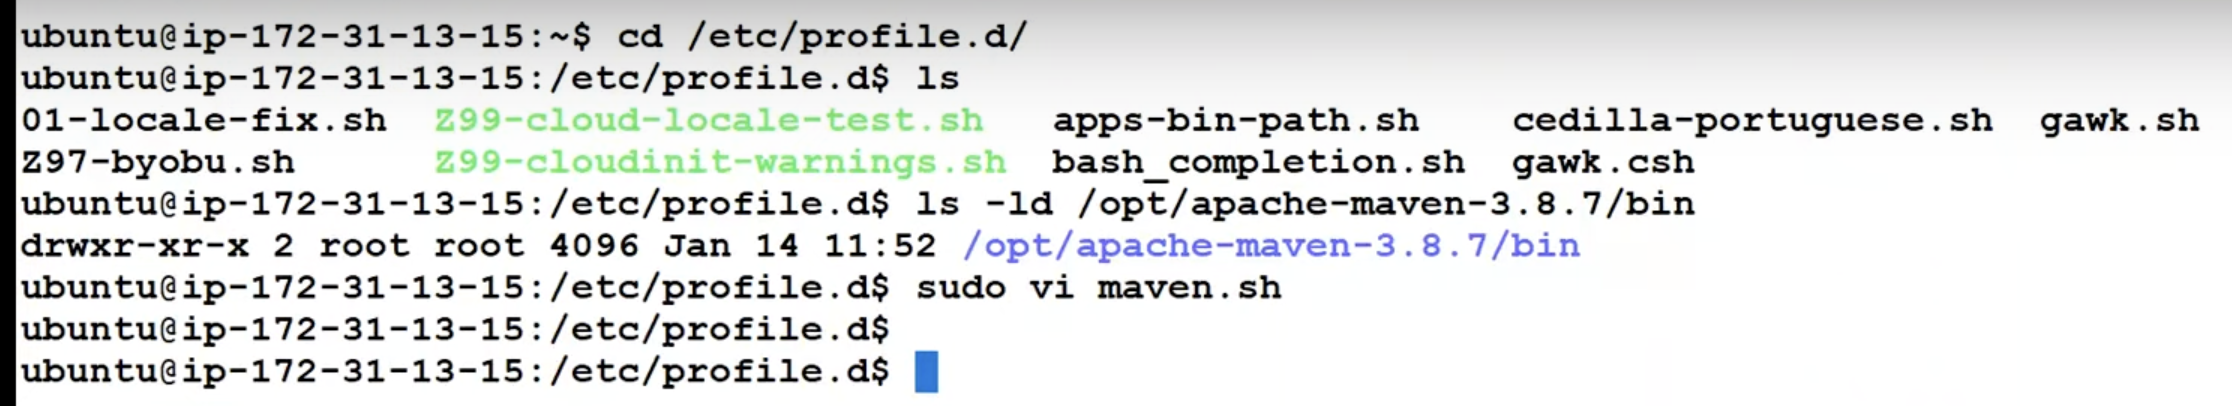 ubuntu@ip-172-31-13-15:~$ cd /etc/profile.d/
ubuntu@ip-172-31-13-15:/etc/profile.d$ ls
01-locale-fix.sh  Z99-cloud-locale-test.sh   apps-bin-path.sh    cedilla-portuguese.sh  gawk.sh
Z97-byobu.sh      Z99-cloudinit-warnings.sh  bash_completion.sh  gawk.csh
ubuntu@ip-172-31-13-15:/etc/profile.d$ ls -ld /opt/apache-maven-3.8.7/bin
drwxr-xr-x 2 root root 4096 Jan 14 11:52 /opt/apache-maven-3.8.7/bin
ubuntu@ip-172-31-13-15:/etc/profile.d$ sudo vi maven.sh
ubuntu@ip-172-31-13-15:/etc/profile.d$
ubuntu@ip-172-31-13-15:/etc/profile.d$